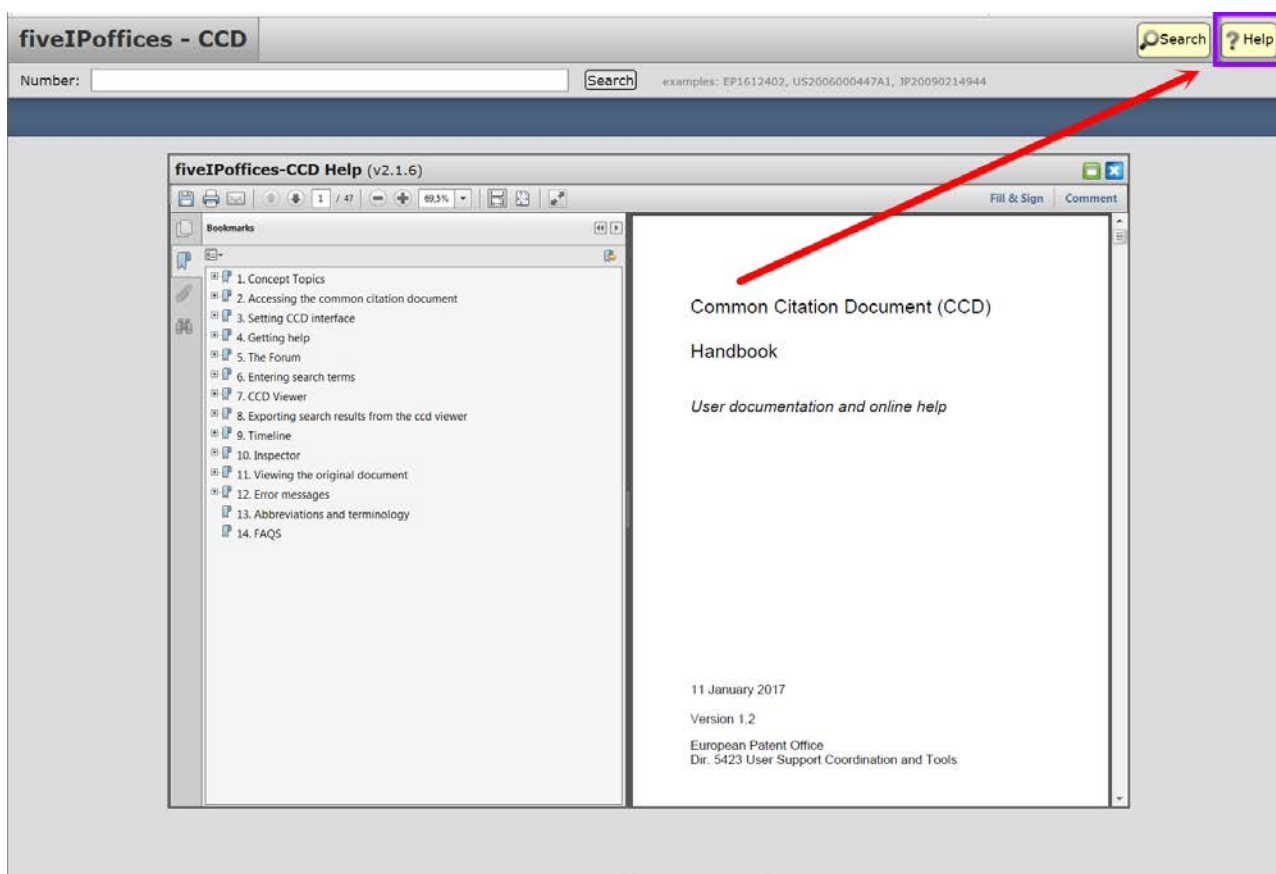 fiveIPoffices - CCD
Search
? Help
Number:
Search
examples: EP1612402, US2006000447A1, JP20090214944
fiveIPoffices-CCD Help (v2.1.6)
1 / 47
69,5%
Fill & Sign
Comment
Bookmarks
1. Concept Topics
2. Accessing the common citation document
3. Setting CCD interface
4. Getting help
5. The Forum
6. Entering search terms
7. CCD Viewer
8. Exporting search results from the ccd viewer
9. Timeline
10. Inspector
11. Viewing the original document
12. Error messages
13. Abbreviations and terminology
14. FAQS
Common Citation Document (CCD)
Handbook
User documentation and online help
11 January 2017
Version 1.2
European Patent Office
Dir. 5423 User Support Coordination and Tools